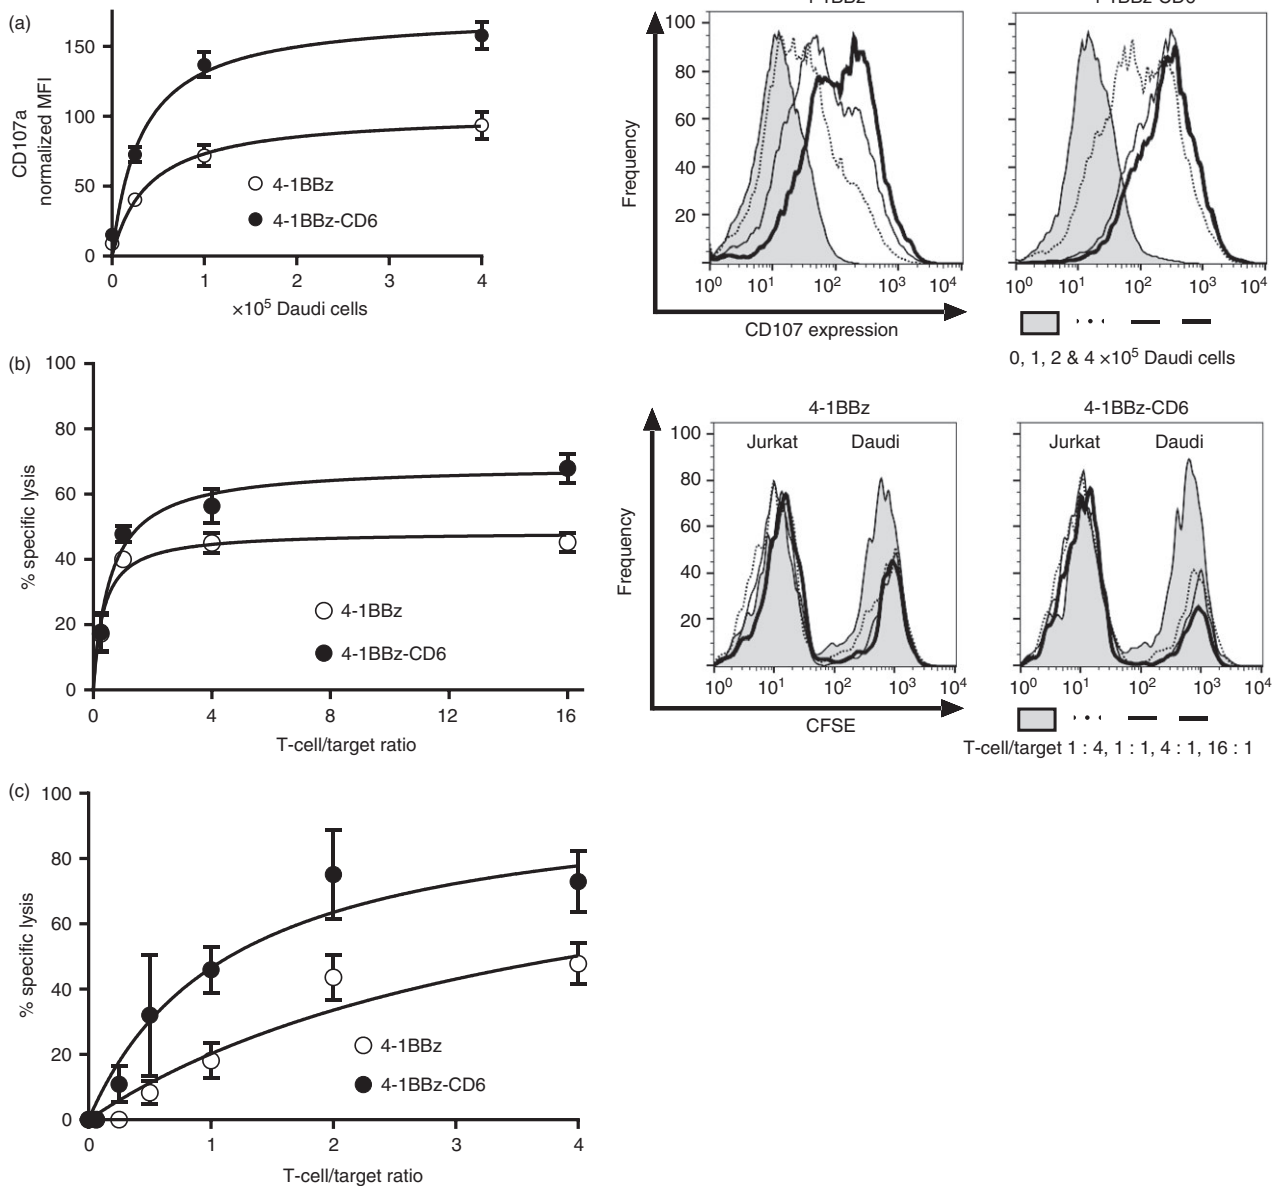 (a)
150
100
50
0
CD107a
normalized MFI
4-1BBz
4-1BBz-CD6
0 1 2 3 4
×10⁵ Daudi cells
100
80
60
40
20
Frequency
10⁰ 10¹ 10² 10³ 10⁴
10⁰ 10¹ 10² 10³ 10⁴
CD107 expression
0, 1, 2 & 4 ×10⁵ Daudi cells
(b)
100
80
60
40
20
0
% specific lysis
4-1BBz
4-1BBz-CD6
0 4 8 12 16
T-cell/target ratio
4-1BBz
4-1BBz-CD6
100
80
60
40
20
Frequency
Jurkat Daudi
Jurkat Daudi
10⁰ 10¹ 10² 10³ 10⁴
10⁰ 10¹ 10² 10³ 10⁴
CFSE
T-cell/target 1 : 4, 1 : 1, 4 : 1, 16 : 1
(c)
100
80
60
40
20
0
% specific lysis
4-1BBz
4-1BBz-CD6
0 1 2 3 4
T-cell/target ratio